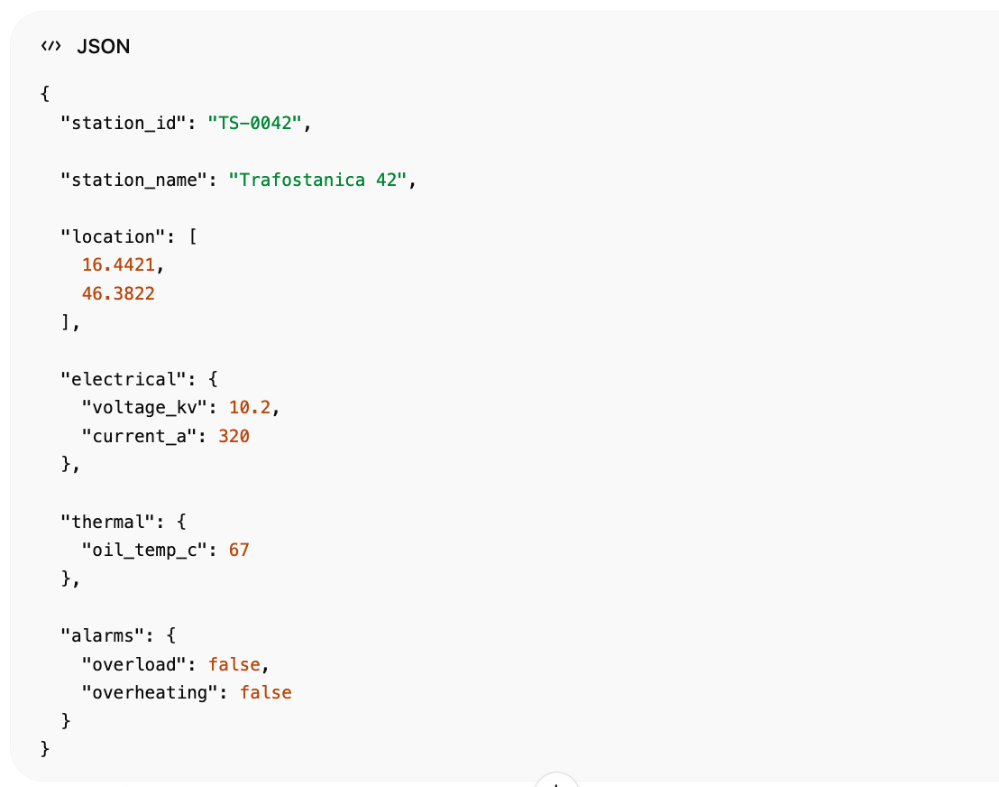 </> JSON
{
  "station_id": "TS-0042",
  "station_name": "Trafostanica 42",
  "location": [
    16.4421,
    46.3822
  ],
  "electrical": {
    "voltage_kv": 10.2,
    "current_a": 320
  },
  "thermal": {
    "oil_temp_c": 67
  },
  "alarms": {
    "overload": false,
    "overheating": false
  }
}